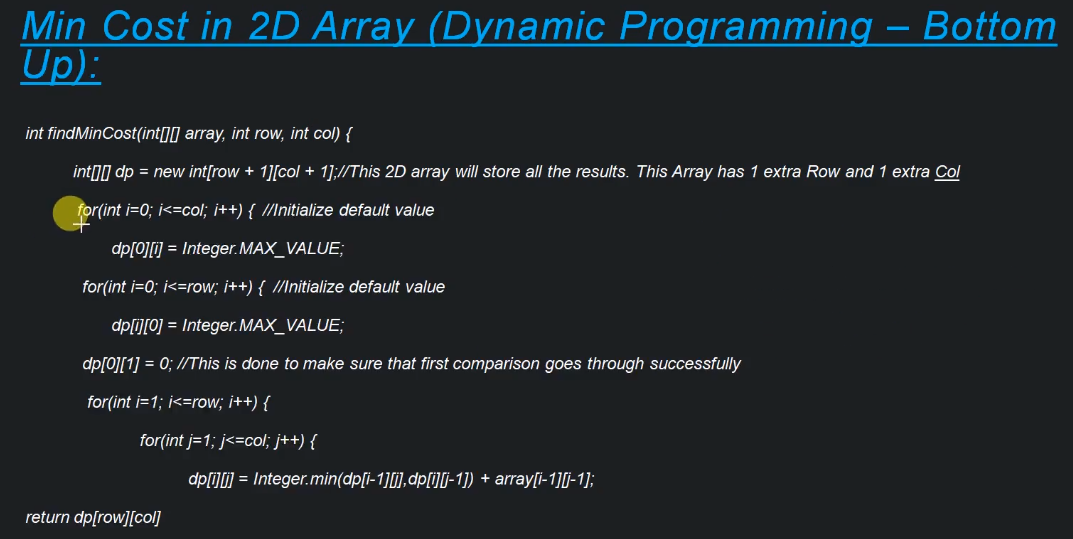 Min Cost in 2D Array (Dynamic Programming – Bottom
Up):
int findMinCost(int[][] array, int row, int col) {
int[][] dp = new int[row + 1][col + 1];//This 2D array will store all the results. This Array has 1 extra Row and 1 extra Col
for(int i=0; i<=col; i++) { //Initialize default value
dp[0][i] = Integer.MAX_VALUE;
for(int i=0; i<=row; i++) { //Initialize default value
dp[i][0] = Integer.MAX_VALUE;
dp[0][1] = 0; //This is done to make sure that first comparison goes through successfully
for(int i=1; i<=row; i++) {
for(int j=1; j<=col; j++) {
dp[i][j] = Integer.min(dp[i-1][j],dp[i][j-1]) + array[i-1][j-1];
return dp[row][col]